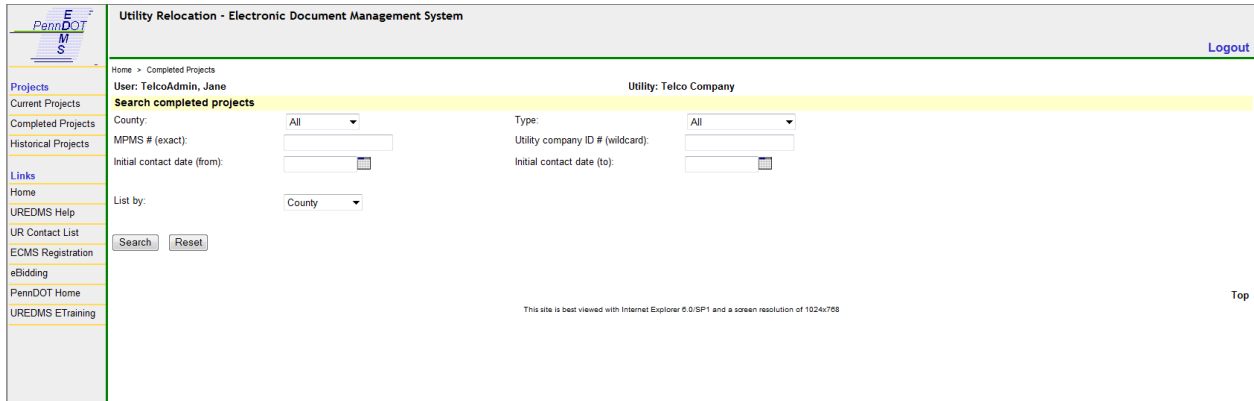 E
PennDOT
M
S
Utility Relocation - Electronic Document Management System
Logout
Home > Completed Projects
Projects
User: TelcoAdmin, Jane Utility: Telco Company
Current Projects
Search completed projects
Completed Projects
County: All Type: All
Historical Projects
MPMS # (exact): Utility company ID # (wildcard):
Initial contact date (from): Initial contact date (to):
Links
Home
List by: County
UREDMS Help
UR Contact List
Search Reset
ECMS Registration
eBidding
PennDOT Home
Top
UREDMS ETraining
This site is best viewed with Internet Explorer 6.0/SP1 and a screen resolution of 1024x768